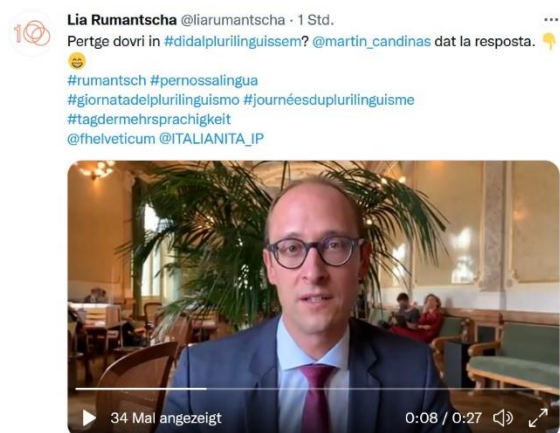 Lia Rumantscha @liarumantscha · 1 Std.
Pertge dovri in #didalplurilinguissem? @martin_candinas dat la resposta. 👇
😄
#rumantsch #pernossalingua
#giornatadelplurilinguismo #journéesduplurilinguisme
#tagdermehrsprachigkeit
@fhelveticum @ITALIANITA_IP
34 Mal angezeigt
0:08 / 0:27